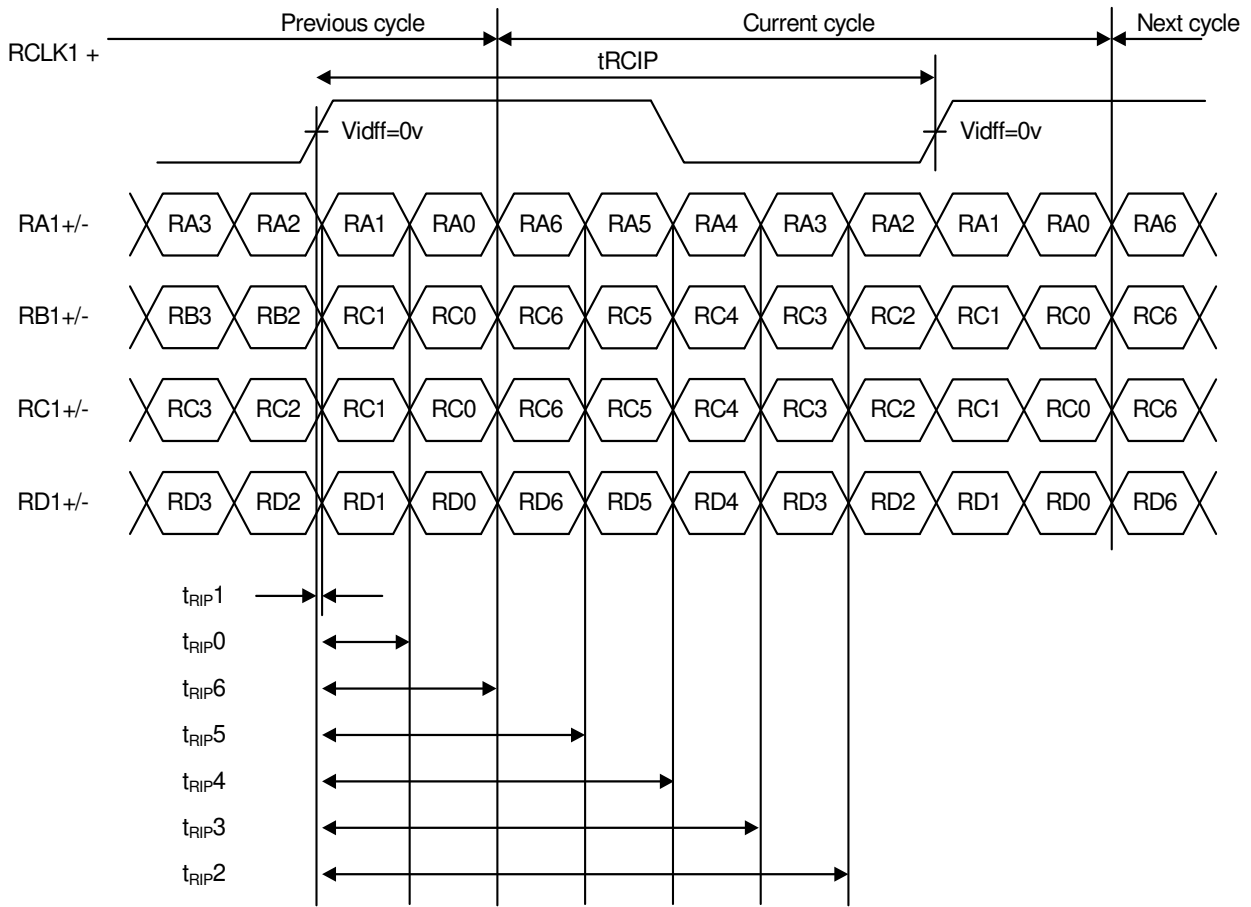 Previous cycle Current cycle Next cycle
RCLK1 +
tRCIP
Vidff=0v Vidff=0v
RA1+/- RA3 RA2 RA1 RA0 RA6 RA5 RA4 RA3 RA2 RA1 RA0 RA6
RB1+/- RB3 RB2 RC1 RC0 RC6 RC5 RC4 RC3 RC2 RC1 RC0 RC6
RC1+/- RC3 RC2 RC1 RC0 RC6 RC5 RC4 RC3 RC2 RC1 RC0 RC6
RD1+/- RD3 RD2 RD1 RD0 RD6 RD5 RD4 RD3 RD2 RD1 RD0 RD6
tRIP1
tRIP0
tRIP6
tRIP5
tRIP4
tRIP3
tRIP2